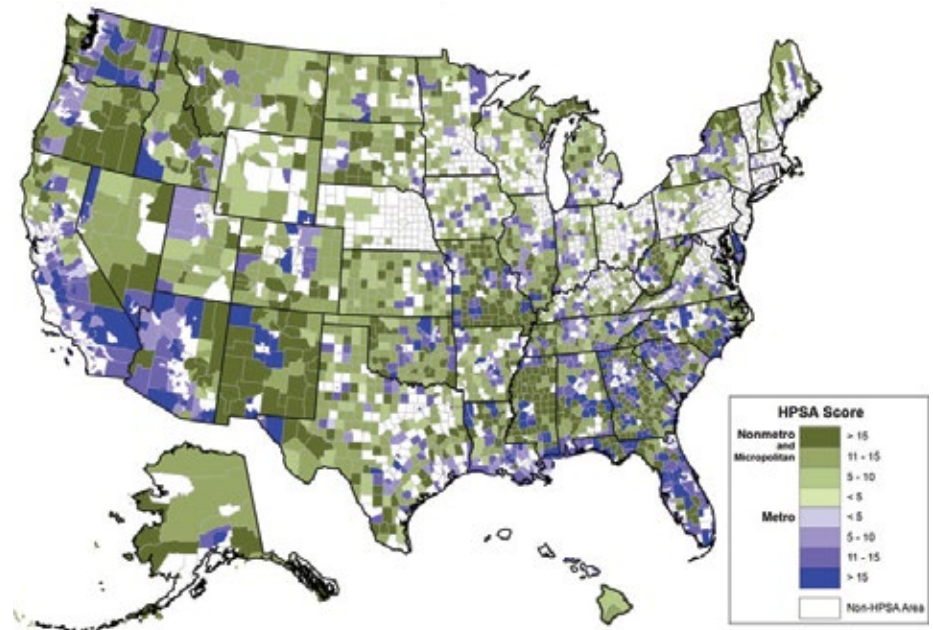 HPSA Score
Nonmetro
and
Micropolitan
> 15
11 - 15
5 - 10
< 5
Metro
< 5
5 - 10
11 - 15
> 15
Non-HPSA Area